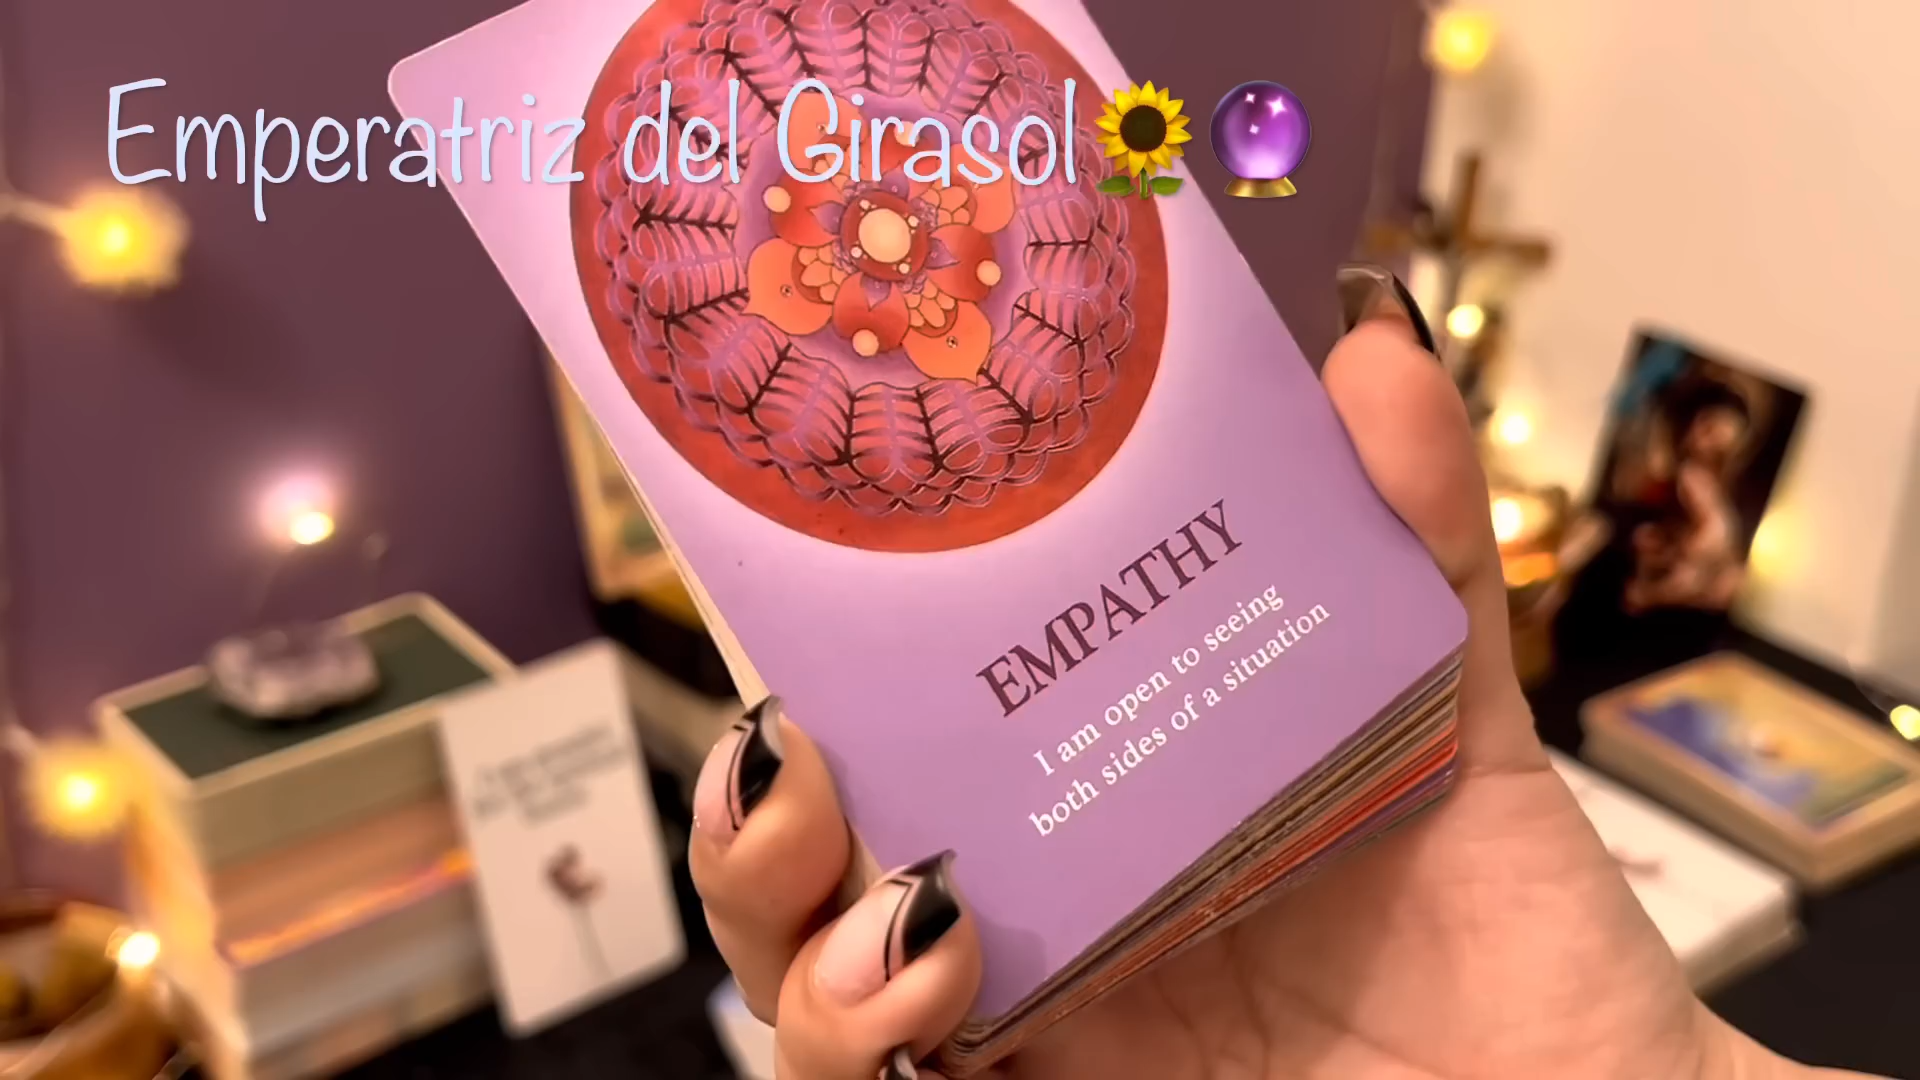 Emperatriz del Girasol🌻🔮
EMPATHY
I am open to seeing
both sides of a situation